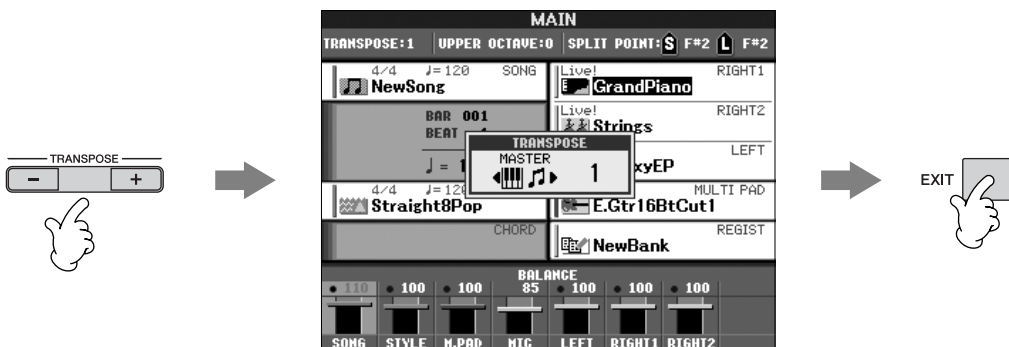 MAIN
TRANSPOSE:1 UPPER OCTAVE:0 SPLIT POINT: S F#2 L F#2
4/4 ♩=120 SONG
NewSong
Live! RIGHT1
GrandPiano
BAR 001
BEAT
Live! RIGHT2
Strings
TRANSPOSE
MASTER
1
LEFT
xyEP
♩ = 1
4/4 ♩=120
Straight8Pop
MULTI PAD
E.Gtr16BtCut1
CHORD
REGIST
NewBank
BALANCE
110 100 100 85 100 100 100
SONG STYLE M.PAD MIC LEFT RIGHT1 RIGHT2
TRANSPOSE
− +
EXIT